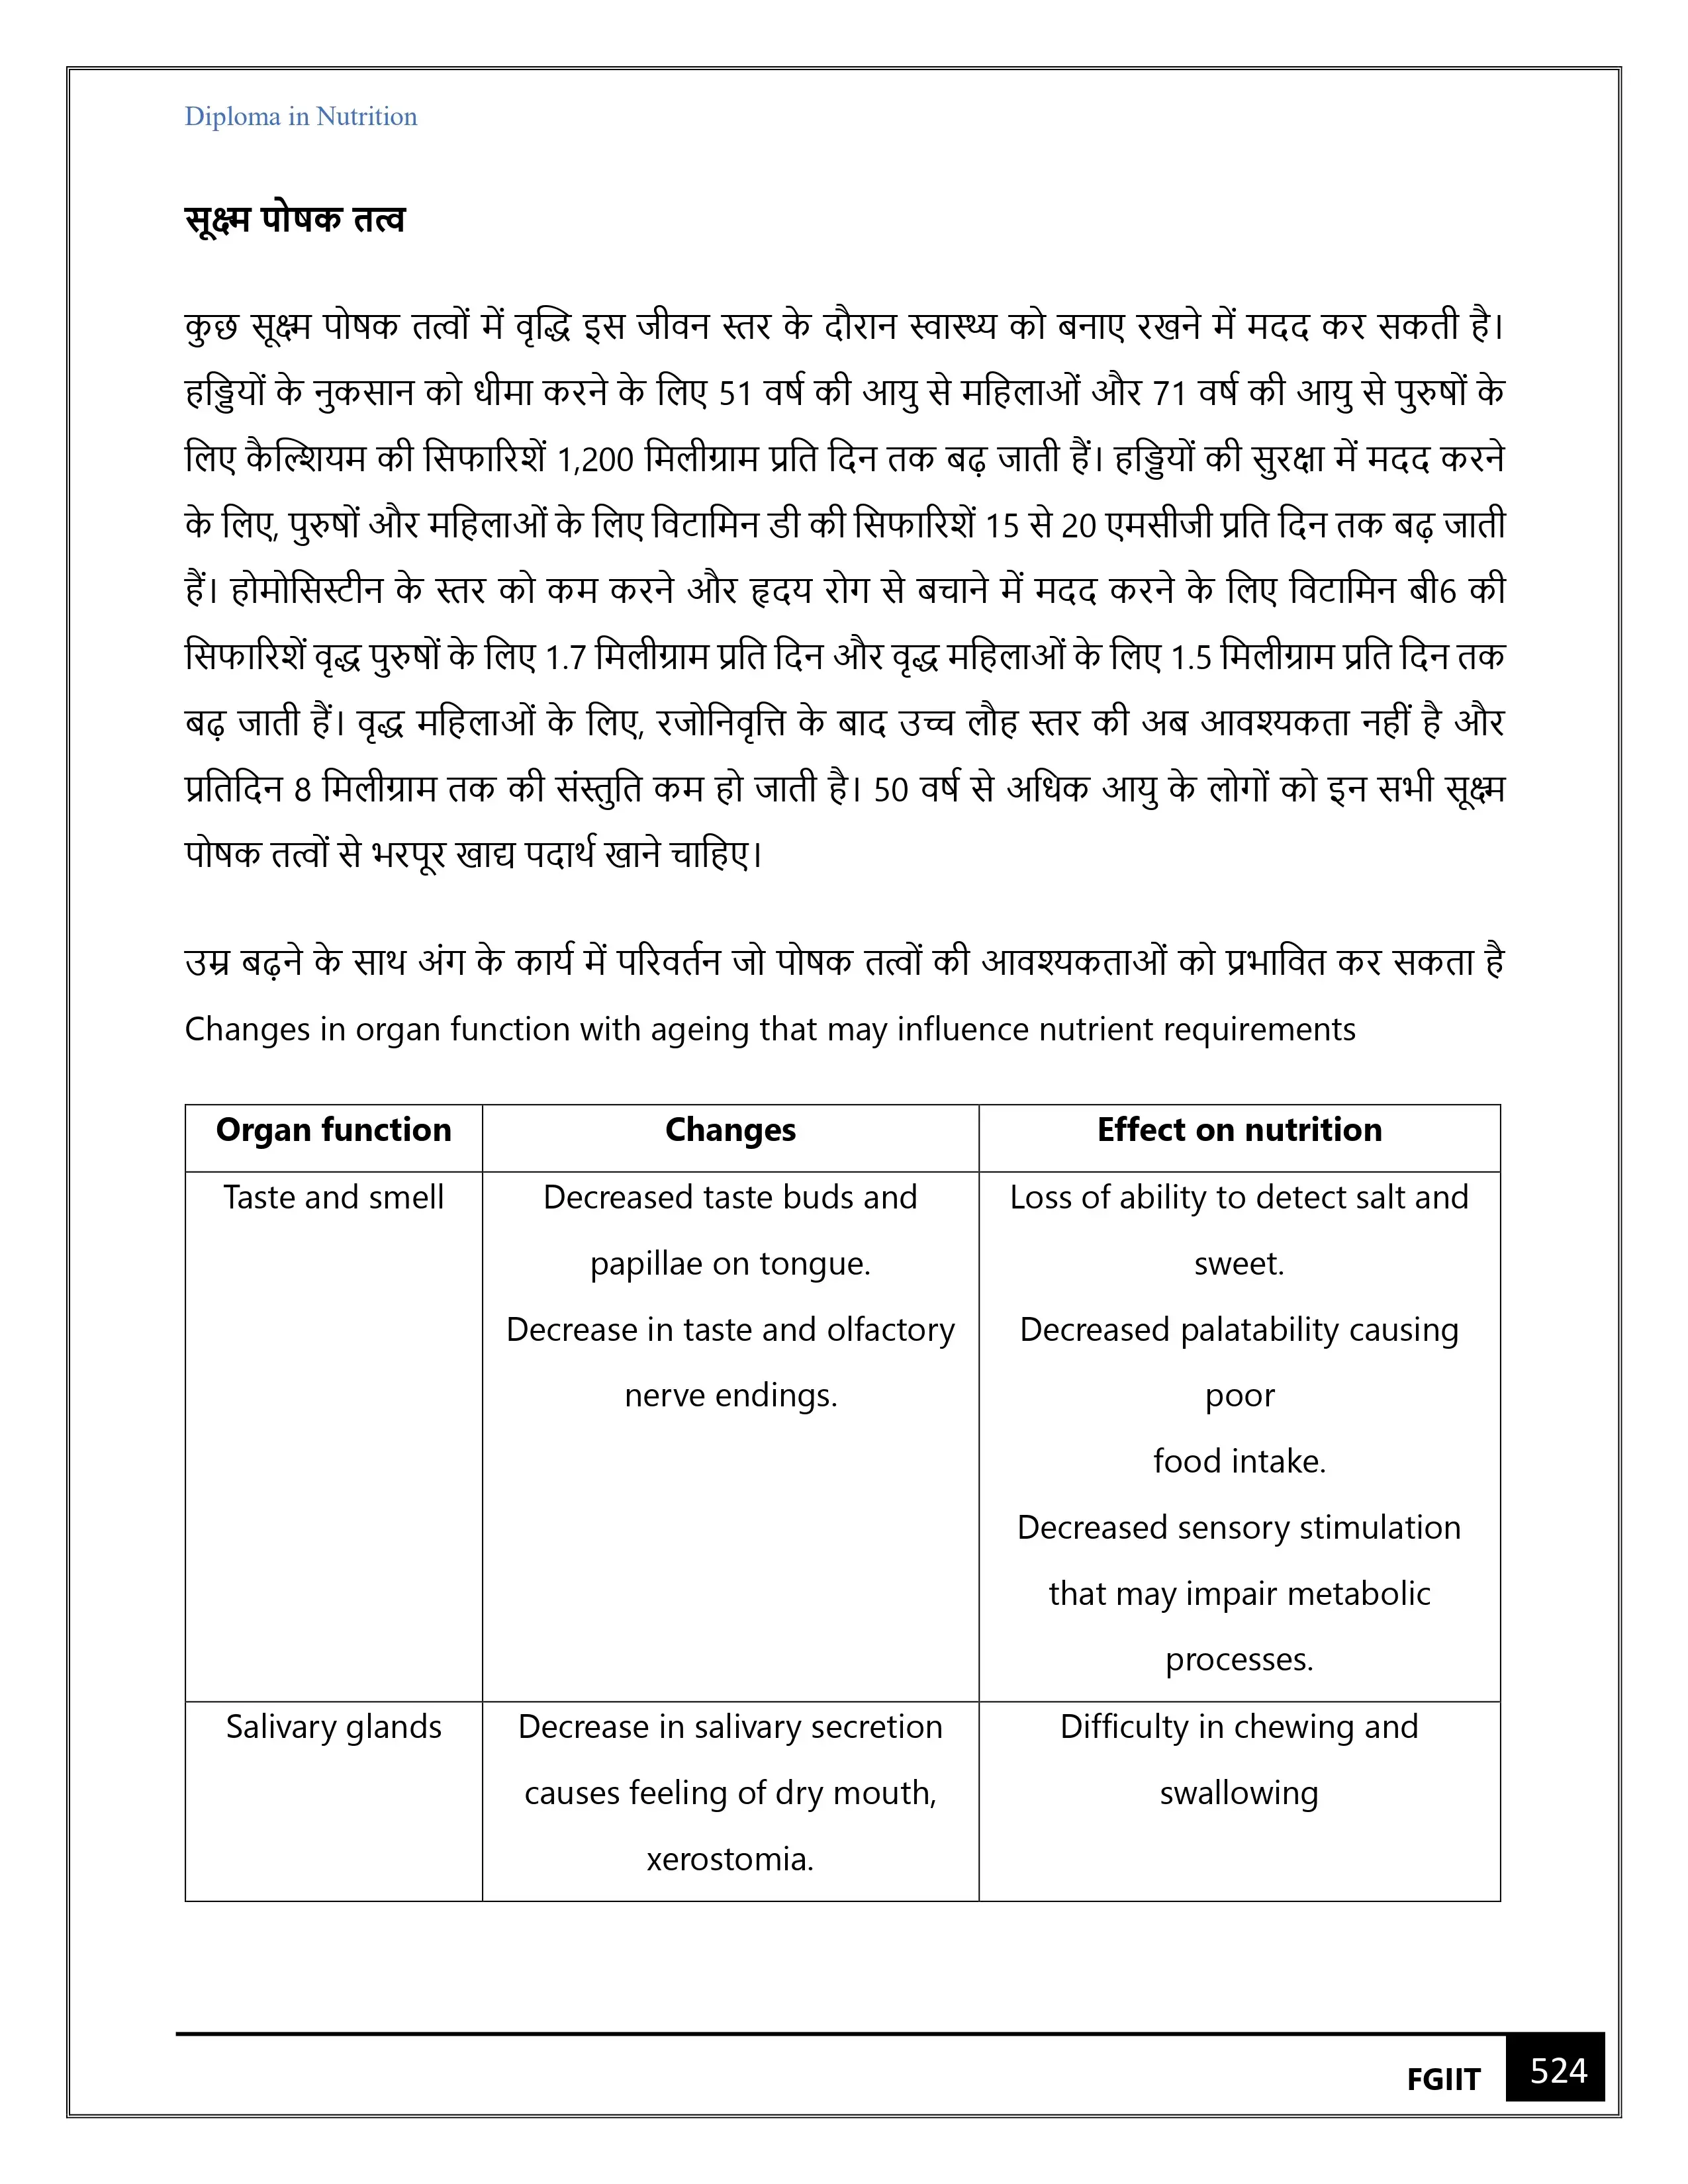 Diploma in Nutrition
सूक्ष्म पोषक तत्व
कुछ सूक्ष्म पोषक तत्वों में वृद्धि इस जीवन स्तर के दौरान स्वास्थ्य को बनाए रखने में मदद कर सकती है।
हड्डियों के नुकसान को धीमा करने के लिए 51 वर्ष की आयु से महिलाओं और 71 वर्ष की आयु से पुरुषों के
लिए कैल्शियम की सिफारिशें 1,200 मिलीग्राम प्रति दिन तक बढ़ जाती हैं। हड्डियों की सुरक्षा में मदद करने
के लिए, पुरुषों और महिलाओं के लिए विटामिन डी की सिफारिशें 15 से 20 एमसीजी प्रति दिन तक बढ़ जाती
हैं। होमोसिस्टीन के स्तर को कम करने और हृदय रोग से बचाने में मदद करने के लिए विटामिन बी6 की
सिफारिशें वृद्ध पुरुषों के लिए 1.7 मिलीग्राम प्रति दिन और वृद्ध महिलाओं के लिए 1.5 मिलीग्राम प्रति दिन तक
बढ़ जाती हैं। वृद्ध महिलाओं के लिए, रजोनिवृत्ति के बाद उच्च लौह स्तर की अब आवश्यकता नहीं है और
प्रतिदिन 8 मिलीग्राम तक की संस्तुति कम हो जाती है। 50 वर्ष से अधिक आयु के लोगों को इन सभी सूक्ष्म
पोषक तत्वों से भरपूर खाद्य पदार्थ खाने चाहिए।
उम्र बढ़ने के साथ अंग के कार्य में परिवर्तन जो पोषक तत्वों की आवश्यकताओं को प्रभावित कर सकता है
Changes in organ function with ageing that may influence nutrient requirements
Organ function Changes Effect on nutrition
Taste and smell
Decreased taste buds and
papillae on tongue.
Decrease in taste and olfactory
nerve endings.
Loss of ability to detect salt and
sweet.
Decreased palatability causing
poor
food intake.
Decreased sensory stimulation
that may impair metabolic
processes.
Salivary glands
Decrease in salivary secretion
causes feeling of dry mouth,
xerostomia.
Difficulty in chewing and
swallowing
FGIIT 524